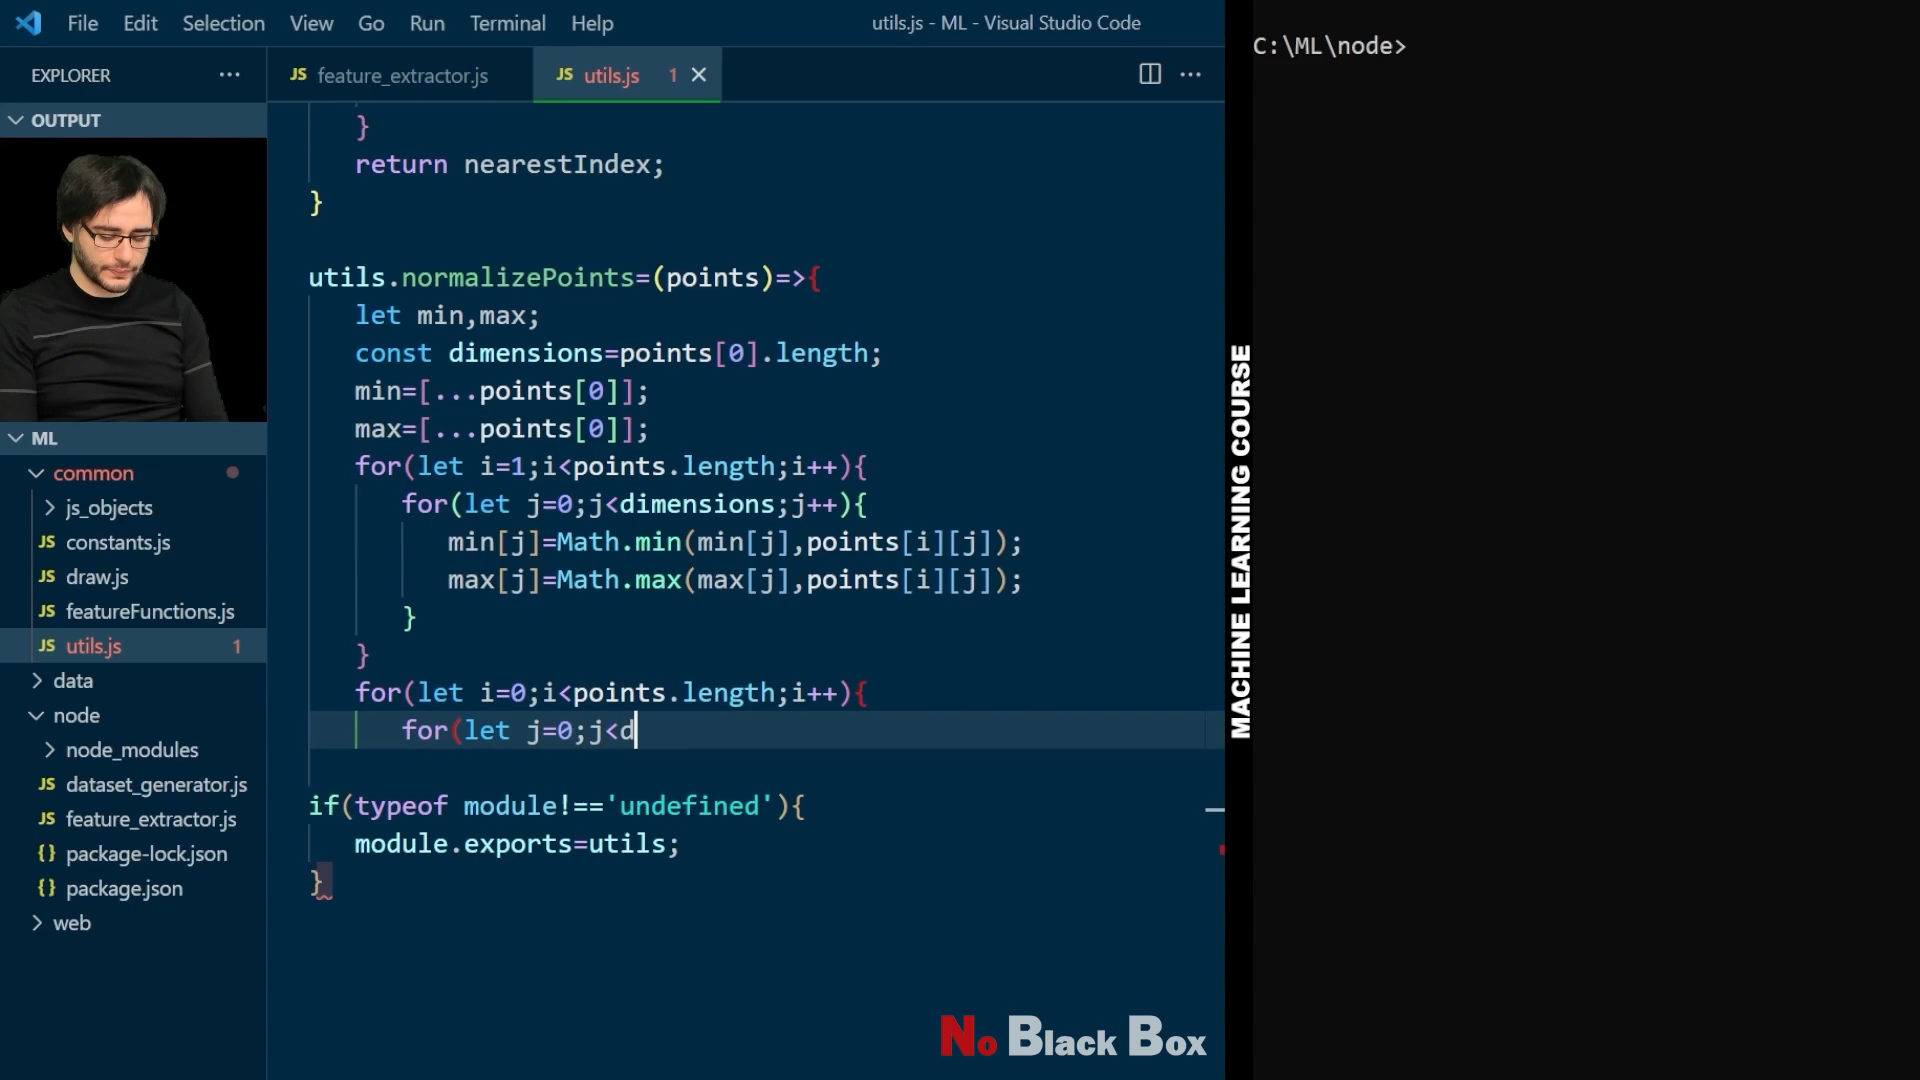 File Edit Selection View Go Run Terminal Help
utils.js - ML - Visual Studio Code
EXPLORER
JS feature_extractor.js
JS utils.js 1
OUTPUT
ML
common
js_objects
JS constants.js
JS draw.js
JS featureFunctions.js
JS utils.js 1
data
node
node_modules
JS dataset_generator.js
JS feature_extractor.js
{} package-lock.json
{} package.json
web
}
return nearestIndex;
}
utils.normalizePoints=(points)=>{
let min,max;
const dimensions=points[0].length;
min=[...points[0]];
max=[...points[0]];
for(let i=1;i<points.length;i++){
for(let j=0;j<dimensions;j++){
min[j]=Math.min(min[j],points[i][j]);
max[j]=Math.max(max[j],points[i][j]);
}
}
for(let i=0;i<points.length;i++){
for(let j=0;j<d
if(typeof module!=='undefined'){
module.exports=utils;
}
No Black Box
MACHINE LEARNING COURSE
C:\ML\node>